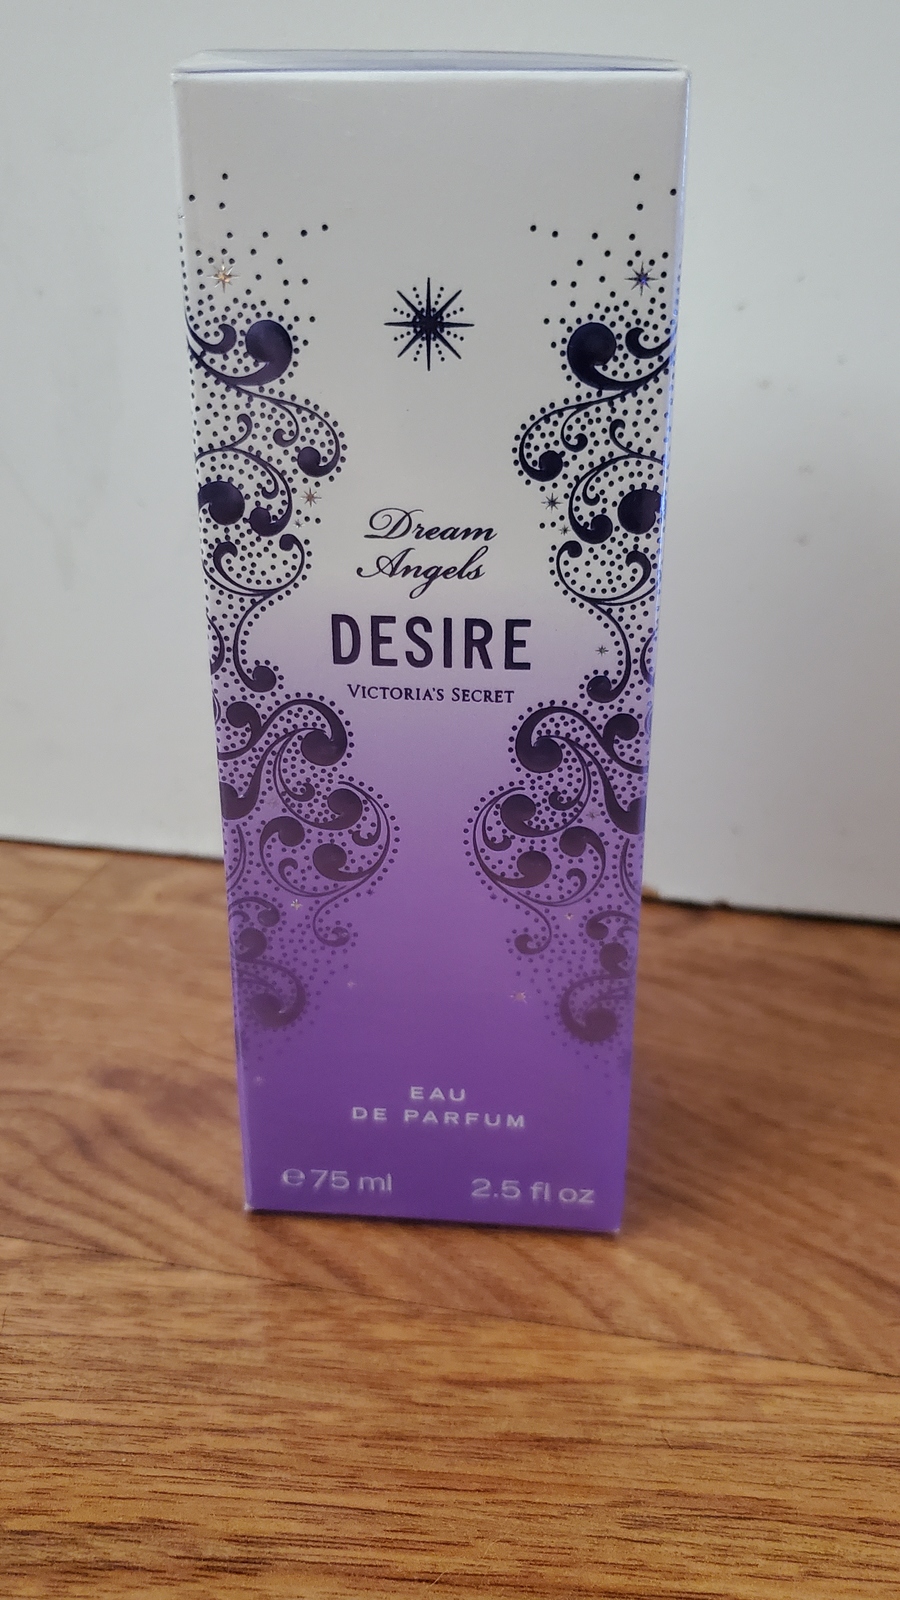 Dream
Angels
DESIRE
VICTORIA'S SECRET
EAU
DE PARFUM
℮ 75 ml 2.5 fl oz